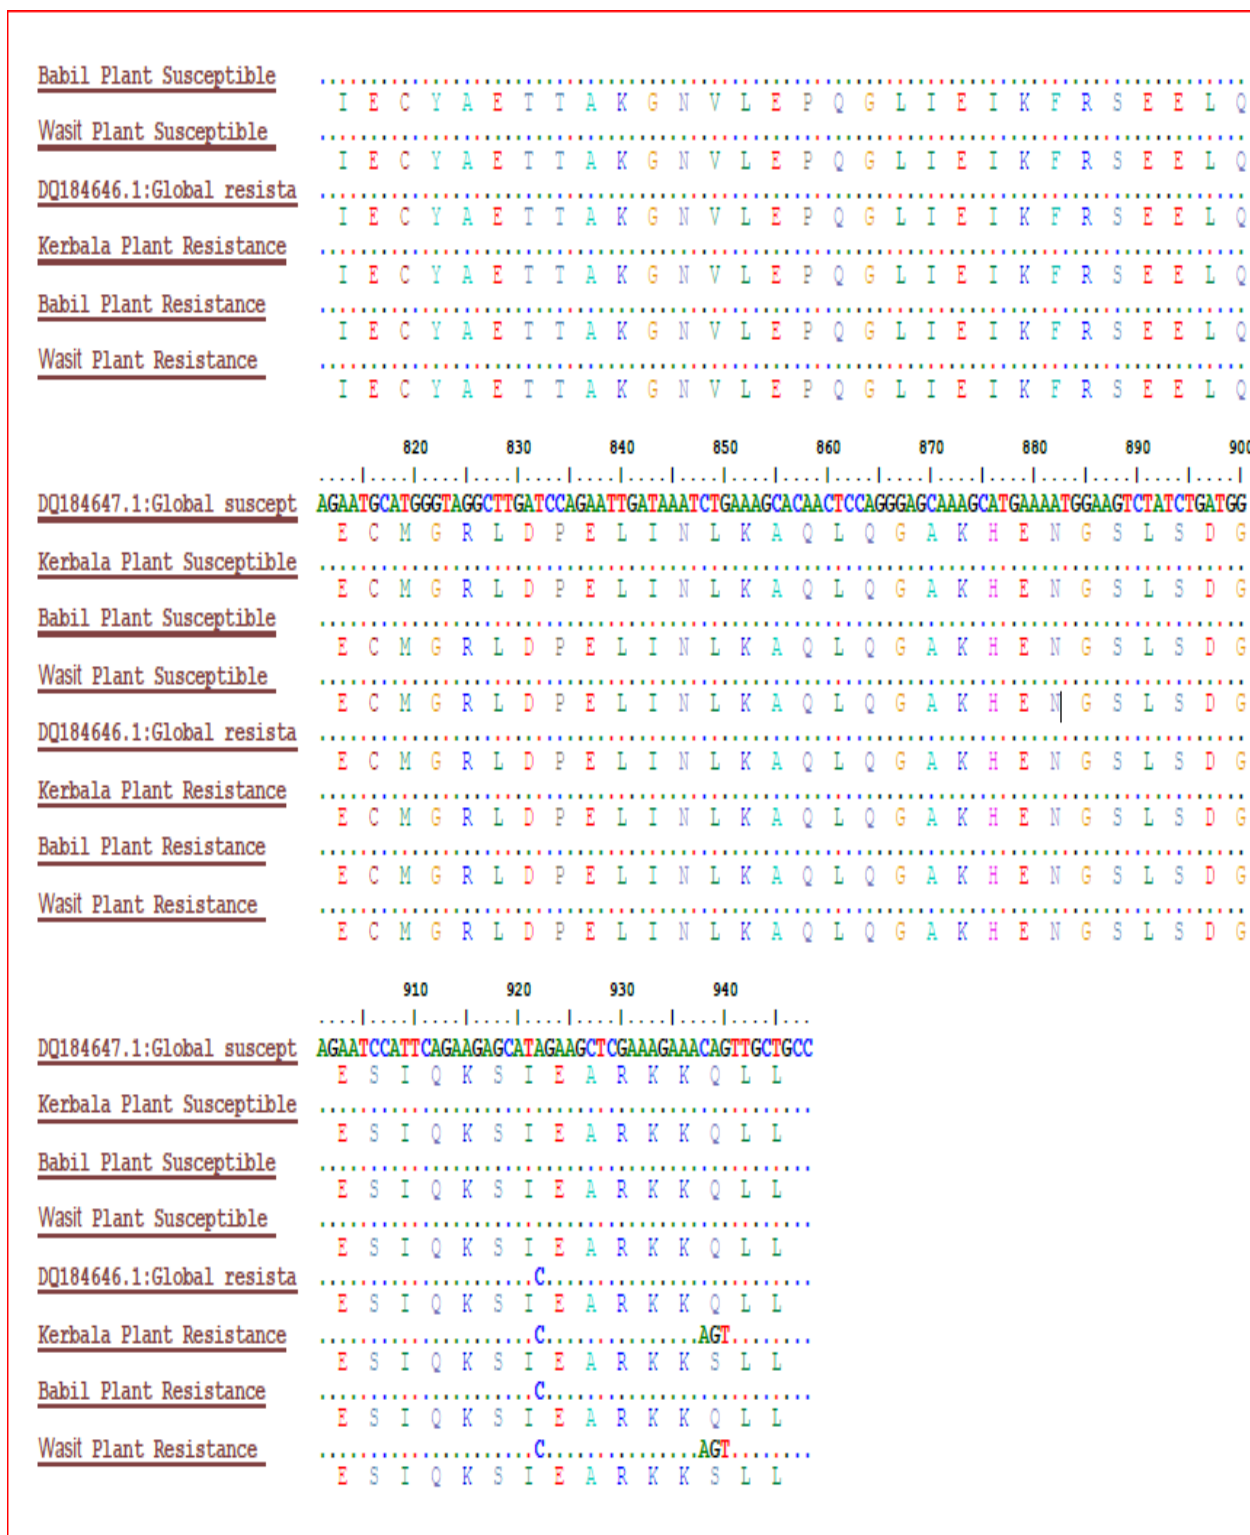 Babil Plant Susceptible
I E C Y A E T T A K G N V L E P Q G L I E I K F R S E E L Q
Wasit Plant Susceptible
I E C Y A E T T A K G N V L E P Q G L I E I K F R S E E L Q
DQ184646.1:Global resista
I E C Y A E T T A K G N V L E P Q G L I E I K F R S E E L Q
Kerbala Plant Resistance
I E C Y A E T T A K G N V L E P Q G L I E I K F R S E E L Q
Babil Plant Resistance
I E C Y A E T T A K G N V L E P Q G L I E I K F R S E E L Q
Wasit Plant Resistance
I E C Y A E T T A K G N V L E P Q G L I E I K F R S E E L Q
820 830 840 850 860 870 880 890 900
DQ184647.1:Global suscept AGAATGCATGGGTAGGCTTGATCCAGAATTGATAAATCTGAAAGCACAACTCCAGGGAGCAAAGCATGAAAATGGAAGTCTATCTGATGG
E C M G R L D P E L I N L K A Q L Q G A K H E N G S L S D G
Kerbala Plant Susceptible
E C M G R L D P E L I N L K A Q L Q G A K H E N G S L S D G
Babil Plant Susceptible
E C M G R L D P E L I N L K A Q L Q G A K H E N G S L S D G
Wasit Plant Susceptible
E C M G R L D P E L I N L K A Q L Q G A K H E N G S L S D G
DQ184646.1:Global resista
E C M G R L D P E L I N L K A Q L Q G A K H E N G S L S D G
Kerbala Plant Resistance
E C M G R L D P E L I N L K A Q L Q G A K H E N G S L S D G
Babil Plant Resistance
E C M G R L D P E L I N L K A Q L Q G A K H E N G S L S D G
Wasit Plant Resistance
E C M G R L D P E L I N L K A Q L Q G A K H E N G S L S D G
910 920 930 940
DQ184647.1:Global suscept AGAATCCATTCAGAAGAGCATAGAAGCTCGAAAGAAACAGTTGCTGCC
E S I Q K S I E A R K K Q L L
Kerbala Plant Susceptible
E S I Q K S I E A R K K Q L L
Babil Plant Susceptible
E S I Q K S I E A R K K Q L L
Wasit Plant Susceptible
E S I Q K S I E A R K K Q L L
DQ184646.1:Global resista .....................C..........................
E S I Q K S I E A R K K Q L L
Kerbala Plant Resistance .....................C...............AGT........
E S I Q K S I E A R K K S L L
Babil Plant Resistance .....................C..........................
E S I Q K S I E A R K K Q L L
Wasit Plant Resistance .....................C...............AGT........
E S I Q K S I E A R K K S L L